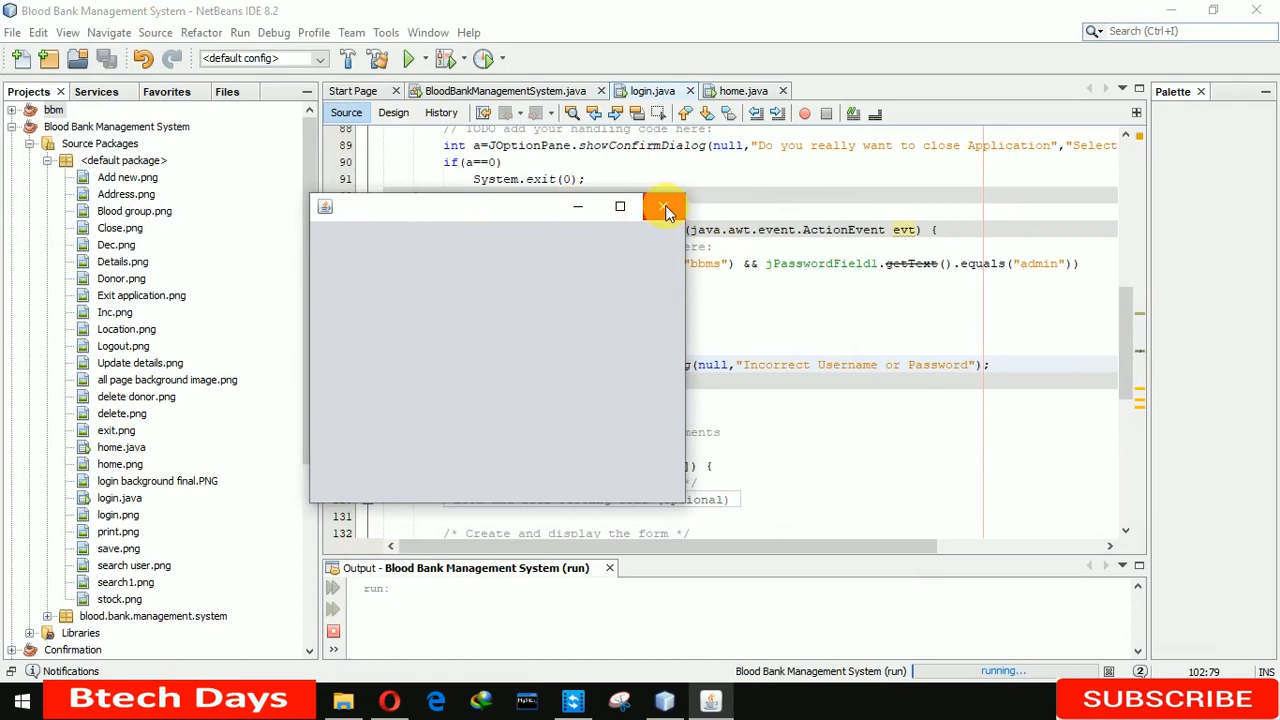 Blood Bank Management System - NetBeans IDE 8.2
File Edit View Navigate Source Refactor Run Debug Profile Team Tools Window Help
Search (Ctrl+I)
<default config>
Projects Services Favorites Files
Start Page BloodBankManagementSystem.java login.java home.java
Palette
Source Design History
bbm
Blood Bank Management System
Source Packages
<default package>
Add new.png
Address.png
Blood group.png
Close.png
Dec.png
Details.png
Donor.png
Exit application.png
Inc.png
Location.png
Logout.png
Update details.png
all page background image.png
delete donor.png
delete.png
exit.png
home.java
home.png
login background final.PNG
login.java
login.png
print.png
save.png
search user.png
search1.png
stock.png
blood.bank.management.system
Libraries
Confirmation
88 // TODO add your handling code here:
89 int a=JOptionPane.showConfirmDialog(null,"Do you really want to close Application","Selec
90 if(a==0)
91 System.exit(0);
(java.awt.event.ActionEvent evt) {
here:
"bbms") && jPasswordField1.getText().equals("admin"))
g(null,"Incorrect Username or Password");
ments
]) {
*/
131
132 /* Create and display the form */
Output - Blood Bank Management System (run)
run:
Notifications
Blood Bank Management System (run) running... 2 102:79 INS
Btech Days
SUBSCRIBE